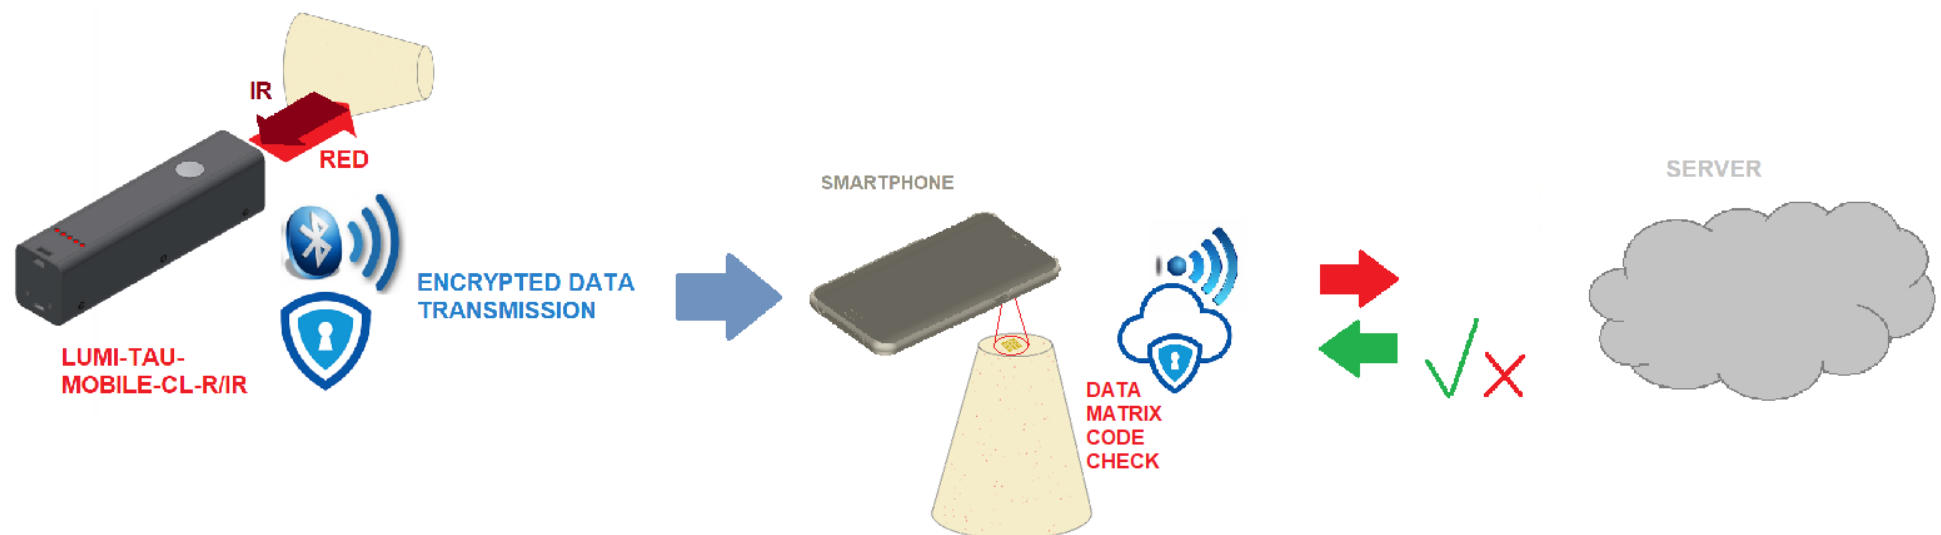 IR
RED
LUMI-TAU-
MOBILE-CL-R/IR
ENCRYPTED DATA
TRANSMISSION
SMARTPHONE
DATA
MATRIX
CODE
CHECK
SERVER